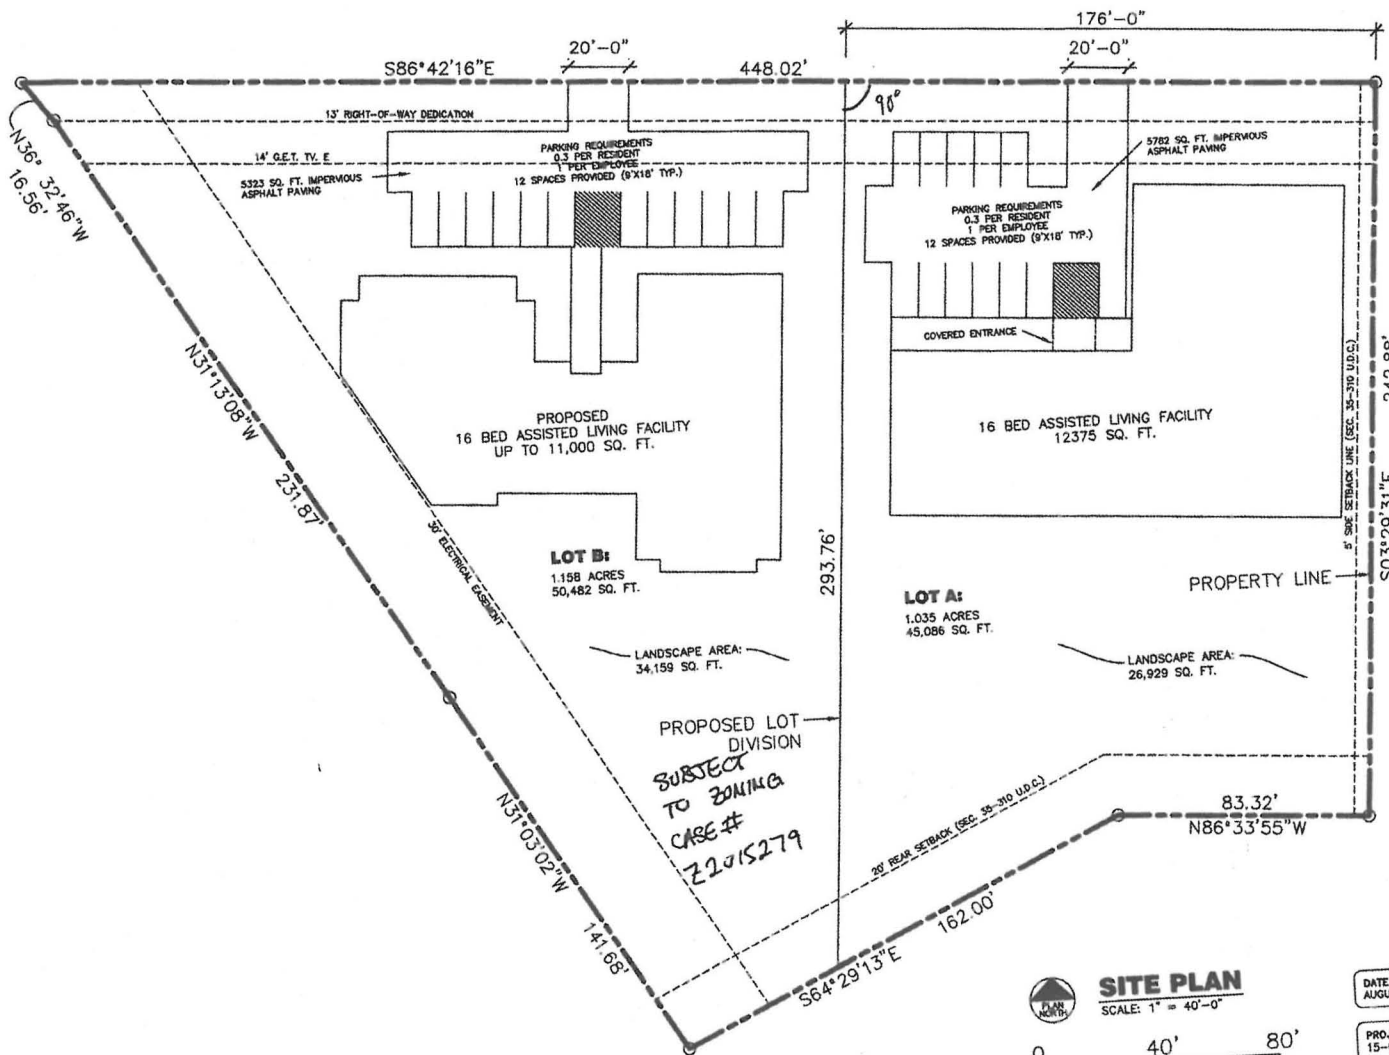 176'-0"
20'-0"
20'-0"
S86°42'16"E
448.02'
90°
13' RIGHT-OF-WAY DEDICATION
N36° 32'46"W
16.56'
14' G.E.T. TV. E
5323 SQ. FT. IMPERVIOUS
ASPHALT PAVING
PARKING REQUIREMENTS
0.3 PER RESIDENT
1 PER EMPLOYEE
12 SPACES PROVIDED (9'X18' TYP.)
5782 SQ. FT. IMPERVIOUS
ASPHALT PAVING
PARKING REQUIREMENTS
0.3 PER RESIDENT
1 PER EMPLOYEE
12 SPACES PROVIDED (9'X18' TYP.)
COVERED ENTRANCE
N31°13'08"W
231.87'
PROPOSED
16 BED ASSISTED LIVING FACILITY
UP TO 11,000 SQ. FT.
16 BED ASSISTED LIVING FACILITY
12375 SQ. FT.
5' SIDE SETBACK LINE (SEC. 35-310 U.D.C.)
S03°29'31"E
30' ELECTRICAL EASEMENT
LOT B:
1.158 ACRES
50,482 SQ. FT.
293.76'
PROPERTY LINE
LOT A:
1.035 ACRES
45,086 SQ. FT.
LANDSCAPE AREA:
34,159 SQ. FT.
LANDSCAPE AREA:
26,929 SQ. FT.
PROPOSED LOT
DIVISION
SUBJECT
TO ZONING
CASE #
Z2015279
20' REAR SETBACK (SEC. 35-310 U.D.C.)
83.32'
N86°33'55"W
N31°03'02"W
141.68'
162.00'
S64°29'13"E
PLAN
NORTH
SITE PLAN
SCALE: 1" = 40'-0"
0 40' 80'
DATE
AUGU
PROJ
15-